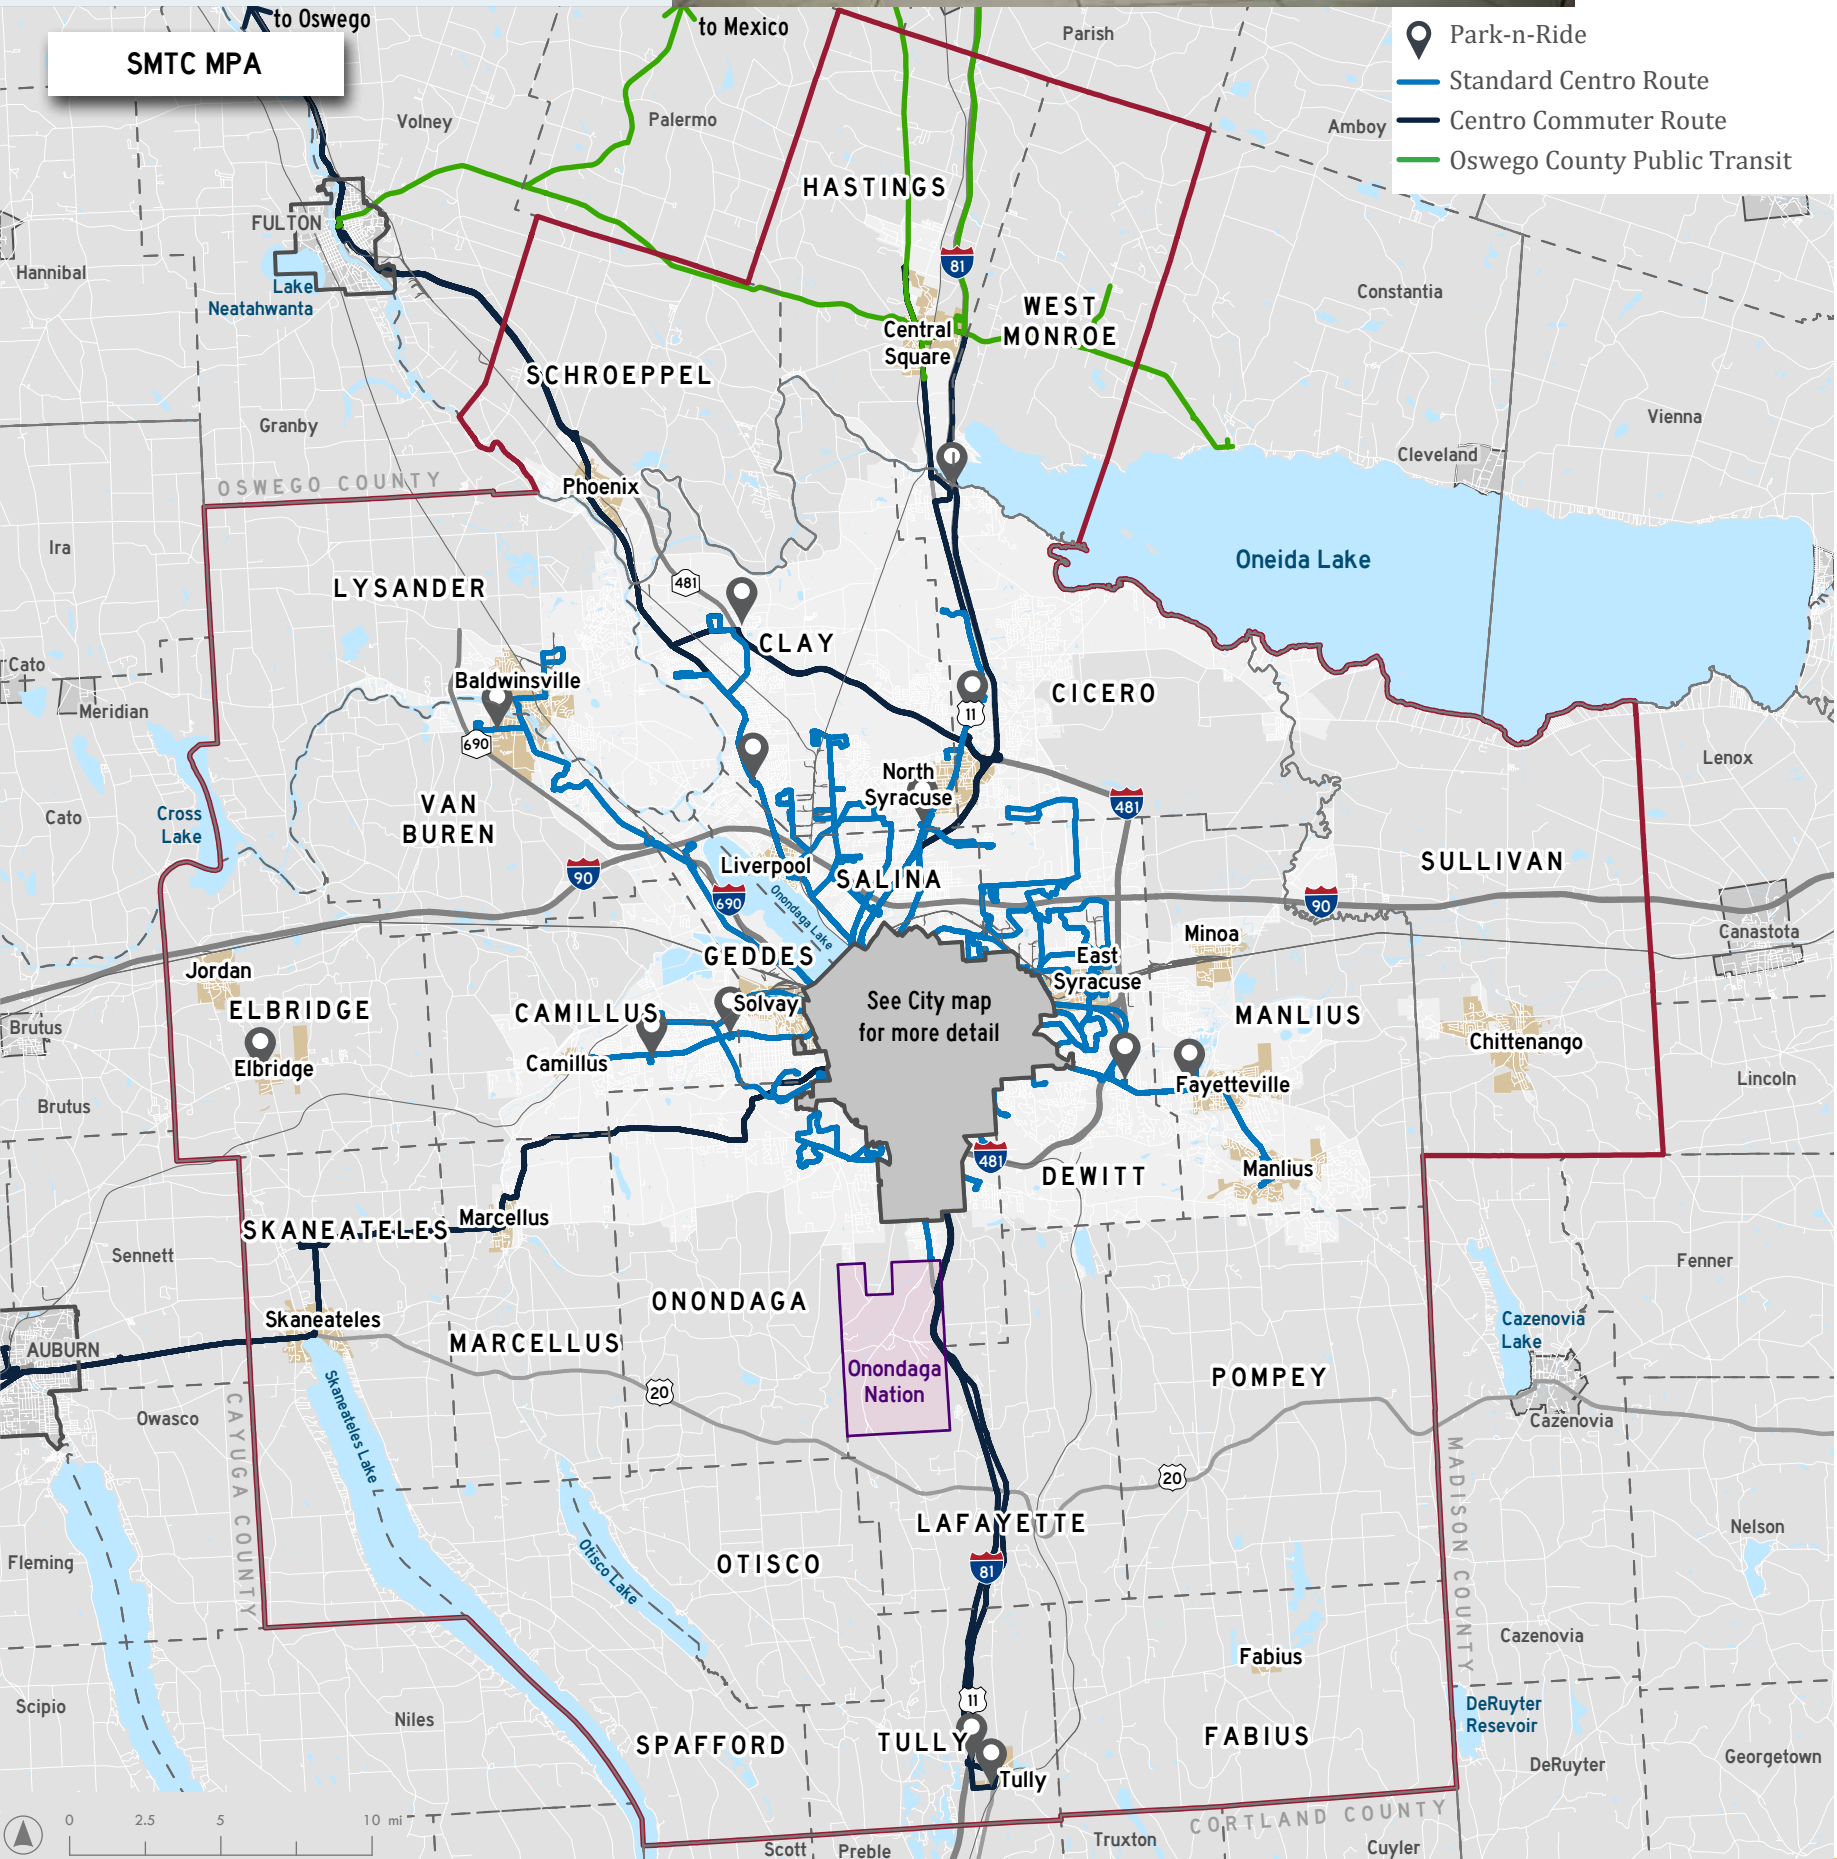 to Oswego
to Mexico
Parish
SMTC MPA
Park-n-Ride
Standard Centro Route
Centro Commuter Route
Oswego County Public Transit
Volney
Palermo
Amboy
HASTINGS
FULTON
Hannibal
Lake
Neatahwanta
81
WEST
MONROE
Constantia
Central
Square
SCHROEPPEL
Granby
Vienna
Cleveland
OSWEGO COUNTY
Phoenix
Ira
Oneida Lake
LYSANDER
481
CLAY
Cato
Baldwinsville
CICERO
Meridian
11
690
Lenox
North
Syracuse
VAN
BUREN
Cross
Lake
Cato
481
Liverpool
SALINA
SULLIVAN
90
690
90
Onondaga Lake
Minoa
Canastota
GEDDES
East
Syracuse
Jordan
ELBRIDGE
CAMILLUS
Solvay
See City map
for more detail
MANLIUS
Brutus
Chittenango
Camillus
Elbridge
Fayetteville
Lincoln
Brutus
481
DEWITT
Manlius
SKANEATELES
Marcellus
Sennett
Fenner
ONONDAGA
Skaneateles
MARCELLUS
Cazenovia
Lake
AUBURN
Onondaga
Nation
POMPEY
20
Owasco
Cazenovia
CAYUGA COUNTY
Skaneateles Lake
MADISON COUNTY
20
LAFAYETTE
Nelson
Fleming
OTISCO
Otisco Lake
81
Cazenovia
Fabius
Scipio
Niles
11
DeRuyter
Resevoir
SPAFFORD
TULLY
FABIUS
DeRuyter
Georgetown
Tully
0 2.5 5 10 mi
CORTLAND COUNTY
Scott
Preble
Truxton
Cuyler